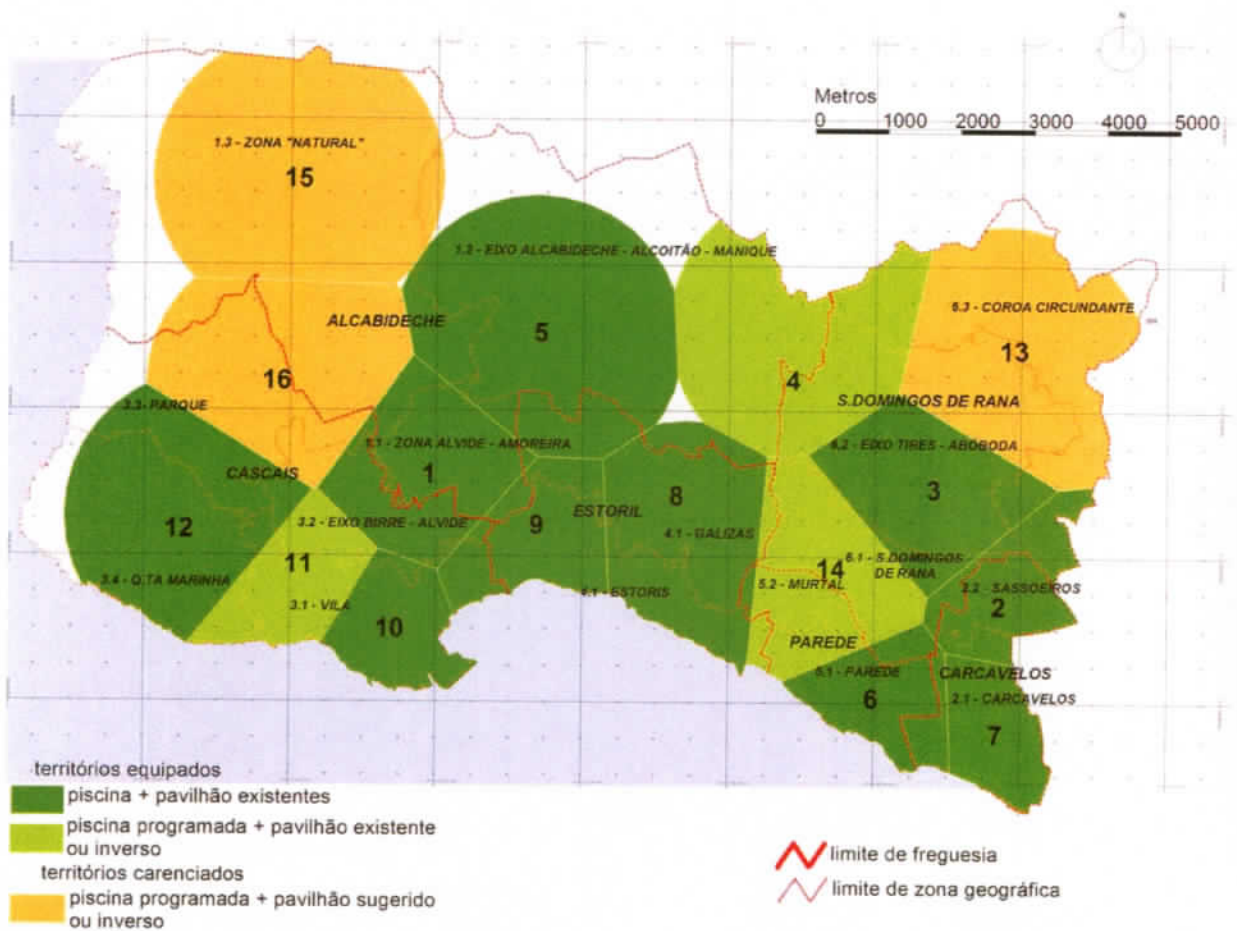 N
Metros
0 1000 2000 3000 4000 5000
1.3 - ZONA "NATURAL"
15
1.2 - EIXO ALCABIDECHE - ALCOITÃO - MANIQUE
6.3 - COROA CIRCUNDANTE
ALCABIDECHE
5
13
16
4
S.DOMINGOS DE RANA
3.3- PARQUE
1.1 - ZONA ALVIDE - AMOREIRA
6.2 - EIXO TIRES - ABOBODA
CASCAIS
1
3
8
12
3.2 - EIXO BIRRE - ALVIDE
9
ESTORIL
4.1 - GALIZAS
11
14
6.1 - S.DOMINGOS
DE RANA
3.4 - Q.TA MARINHA
5.2 - MURTAL
2.2 - SASSOEIROS
4.1 - ESTORIS
2
3.1 - VILA
10
PAREDE
5.1 - PAREDE
CARCAVELOS
6
2.1 - CARCAVELOS
7
territórios equipados
piscina + pavilhão existentes
piscina programada + pavilhão existente
ou inverso
territórios carenciados
piscina programada + pavilhão sugerido
ou inverso
limite de freguesia
limite de zona geográfica